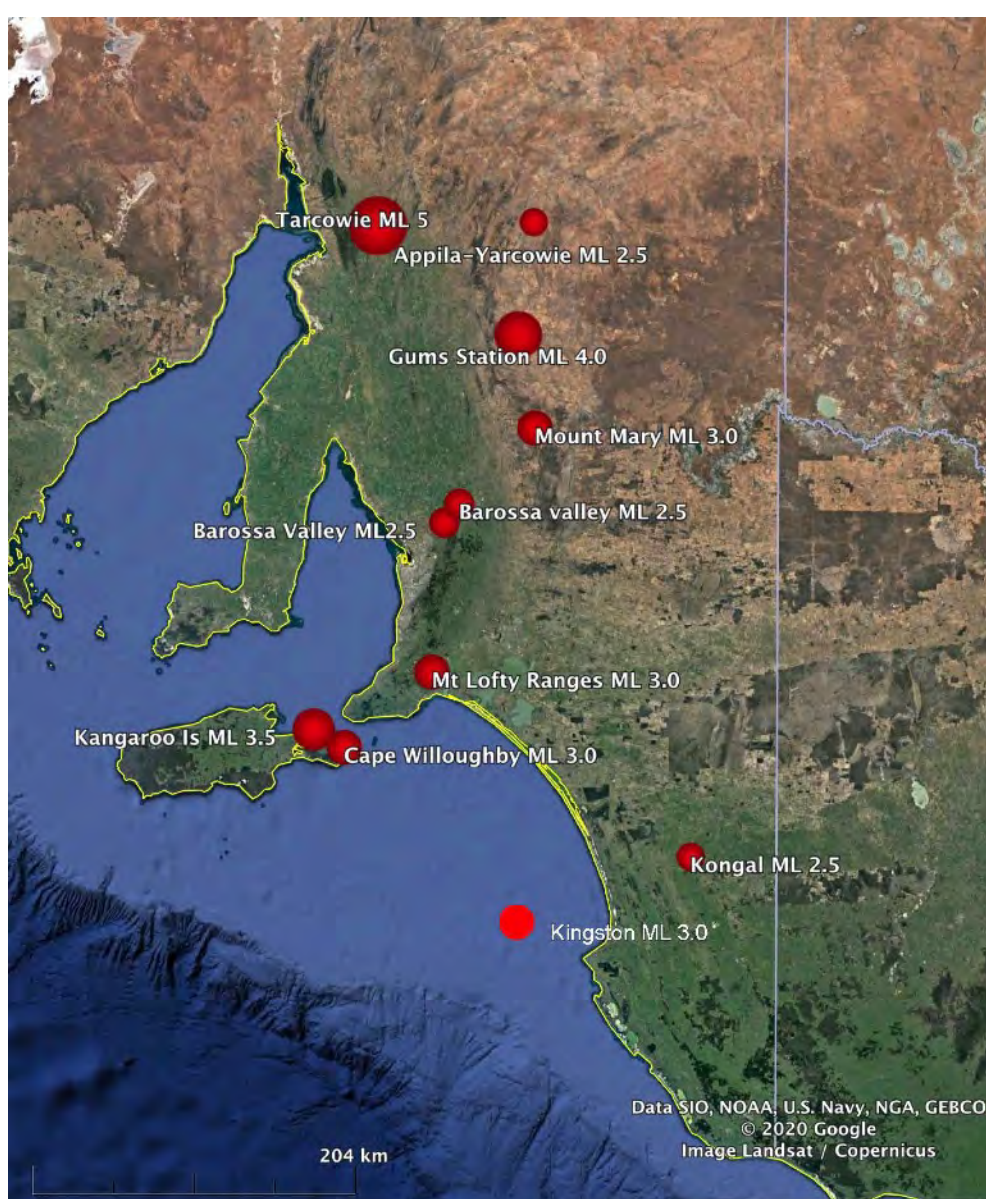 Tarcowie ML 5
Appila-Yarcowie ML 2.5
Gums Station ML 4.0
Mount Mary ML 3.0
Barossa valley ML 2.5
Barossa Valley ML2.5
Mt Lofty Ranges ML 3.0
Kangaroo Is ML 3.5
Cape Willoughby ML 3.0
Kongal ML 2.5
Kingston ML 3.0*
Data SIO, NOAA, U.S. Navy, NGA, GEBCO
© 2020 Google
Image Landsat / Copernicus
204 km